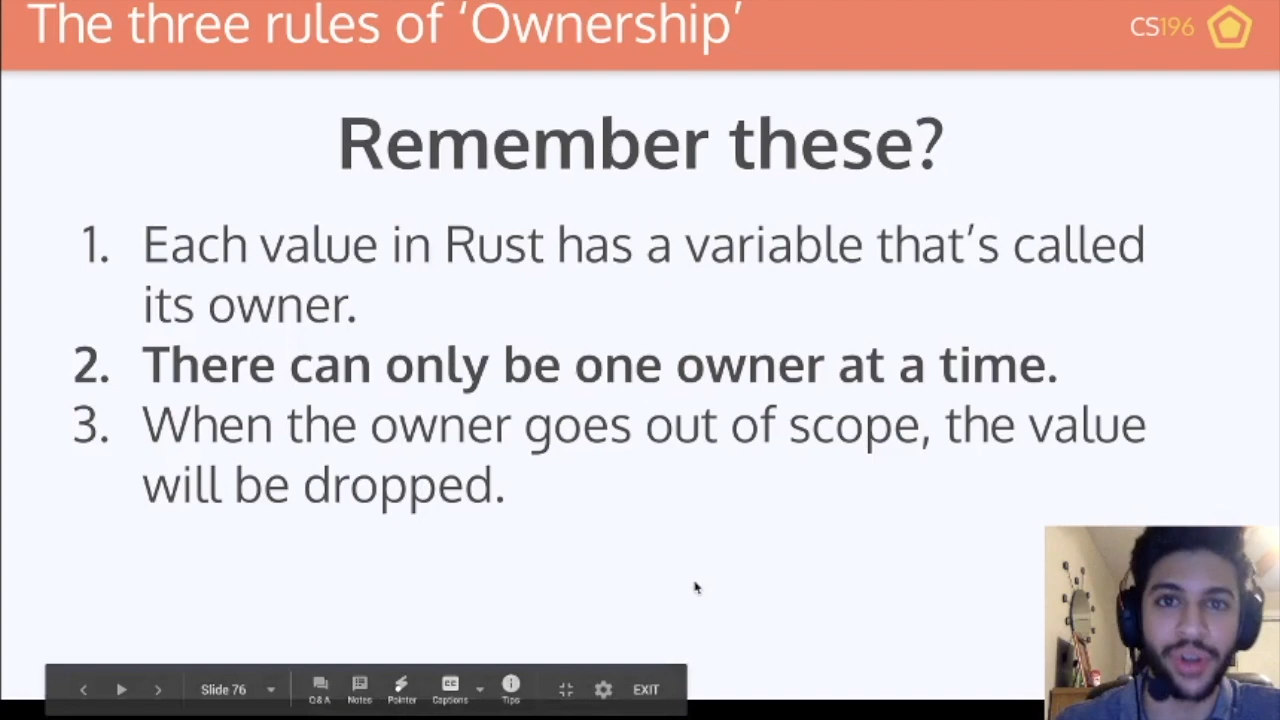 The three rules of ‘Ownership’
CS196
Remember these?
1. Each value in Rust has a variable that’s called
its owner.
2. There can only be one owner at a time.
3. When the owner goes out of scope, the value
will be dropped.
Slide 76
Q&A
Notes
Pointer
CC
Captions
Tips
EXIT